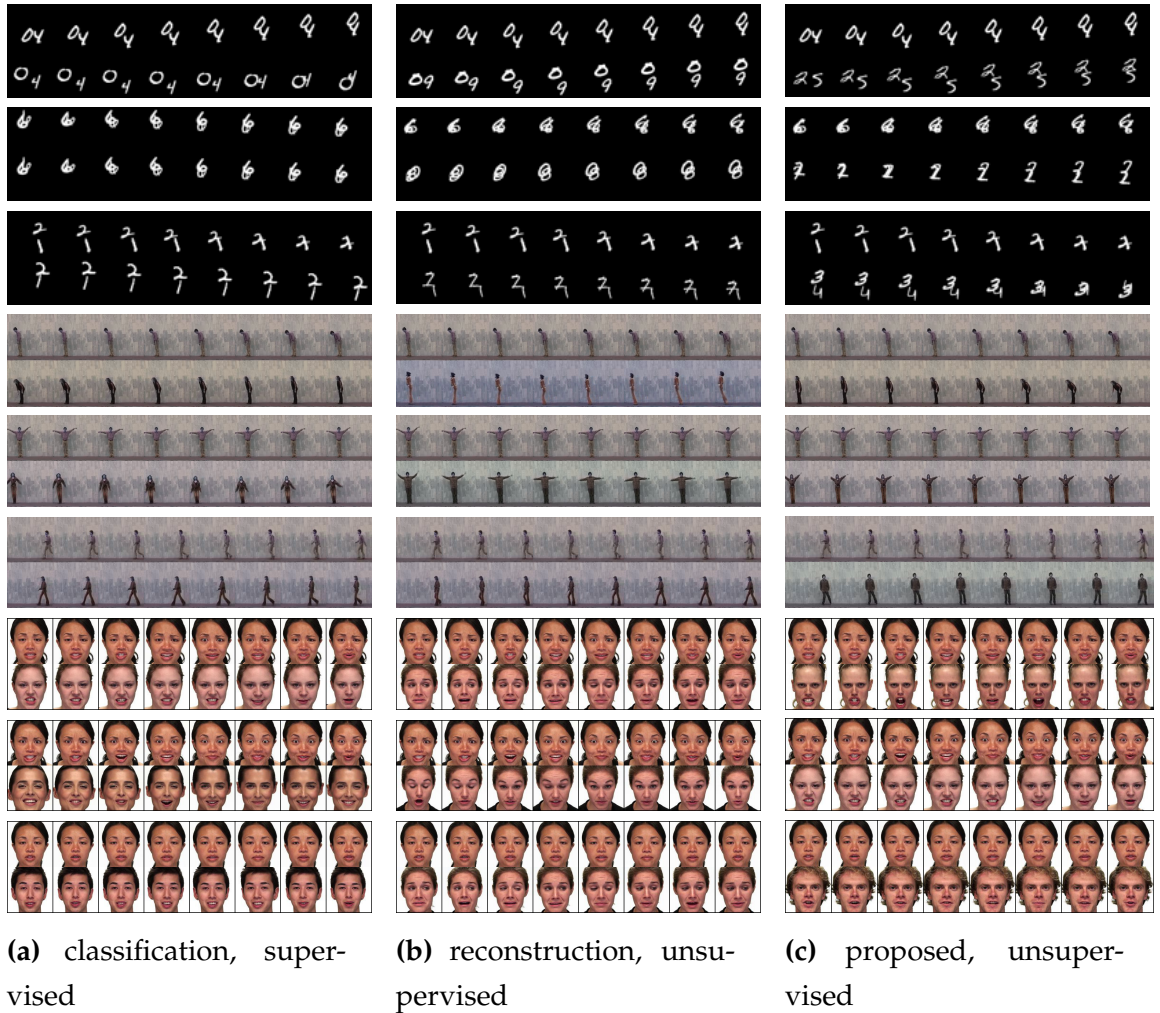 (a) classification, super-
vised
(b) reconstruction, unsu-
pervised
(c) proposed, unsuper-
vised